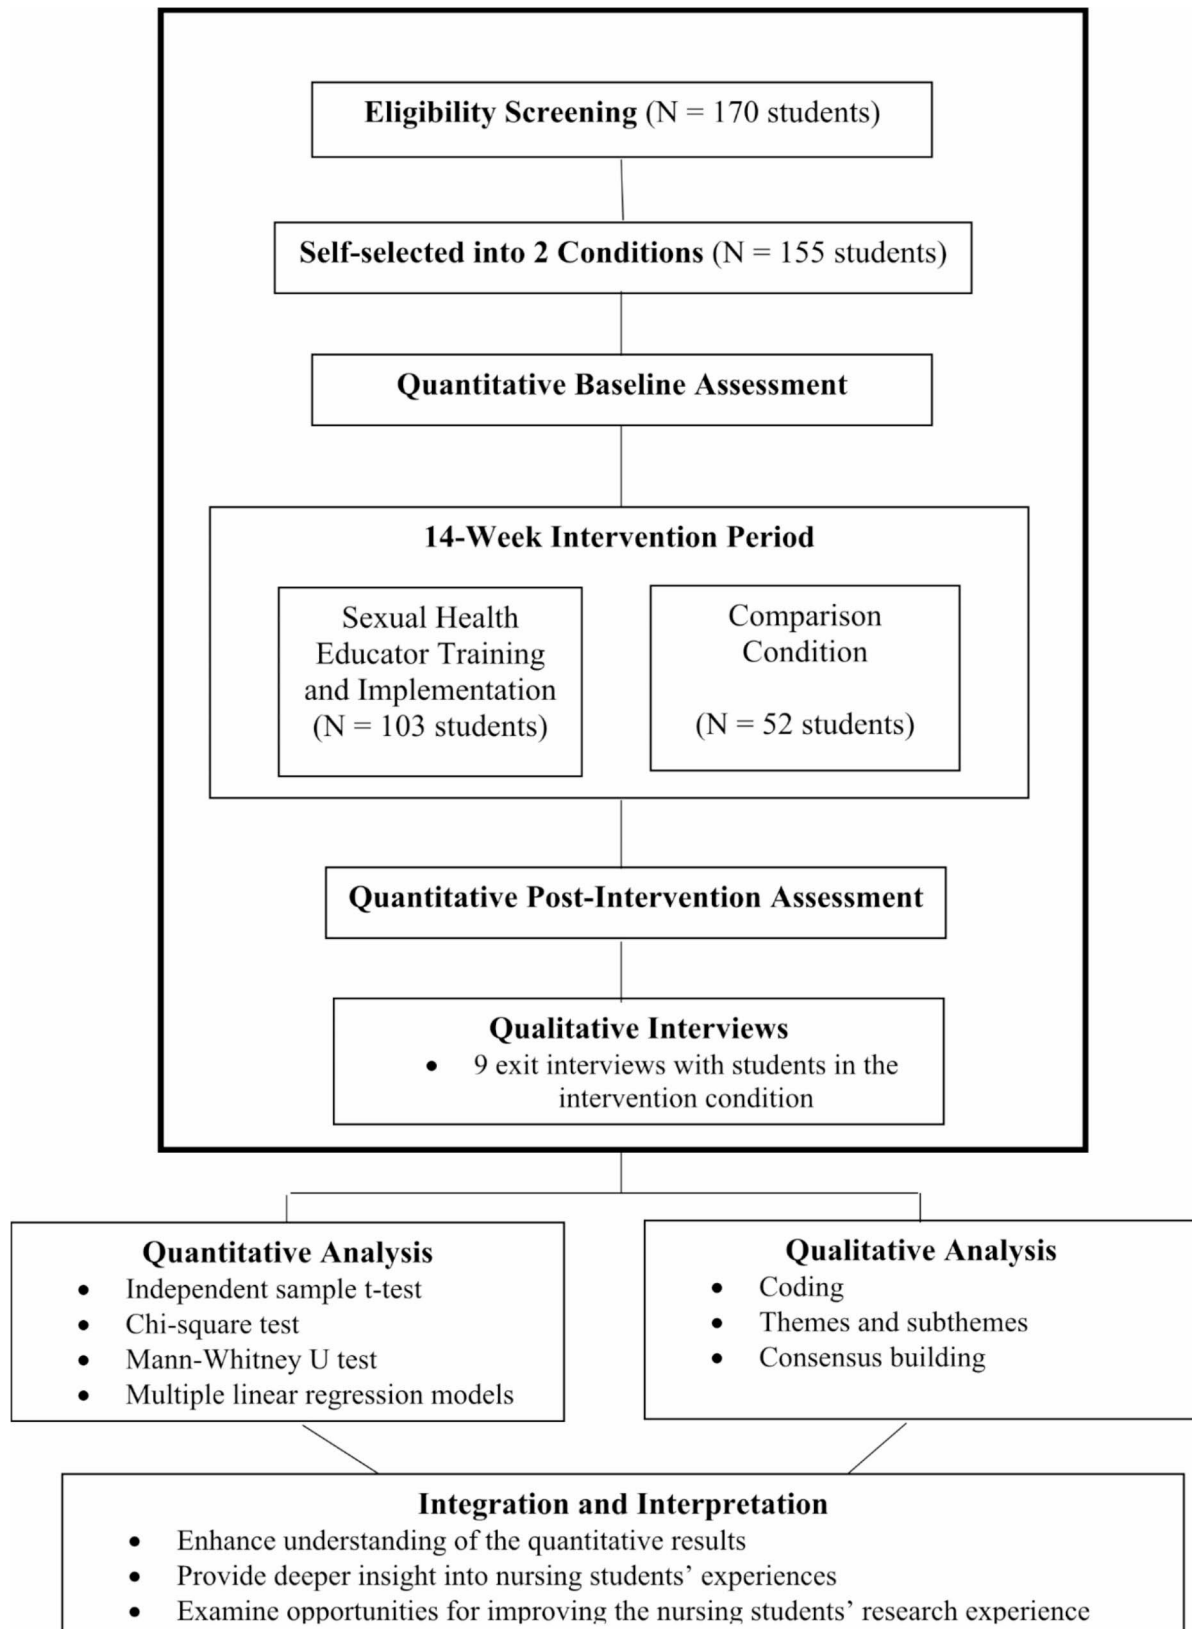 Eligibility Screening (N = 170 students)
Self-selected into 2 Conditions (N = 155 students)
Quantitative Baseline Assessment
14-Week Intervention Period
Sexual Health
Educator Training
and Implementation
(N = 103 students)
Comparison
Condition
(N = 52 students)
Quantitative Post-Intervention Assessment
Qualitative Interviews
• 9 exit interviews with students in the
intervention condition
Quantitative Analysis
• Independent sample t-test
• Chi-square test
• Mann-Whitney U test
• Multiple linear regression models
Qualitative Analysis
• Coding
• Themes and subthemes
• Consensus building
Integration and Interpretation
• Enhance understanding of the quantitative results
• Provide deeper insight into nursing students’ experiences
• Examine opportunities for improving the nursing students’ research experience